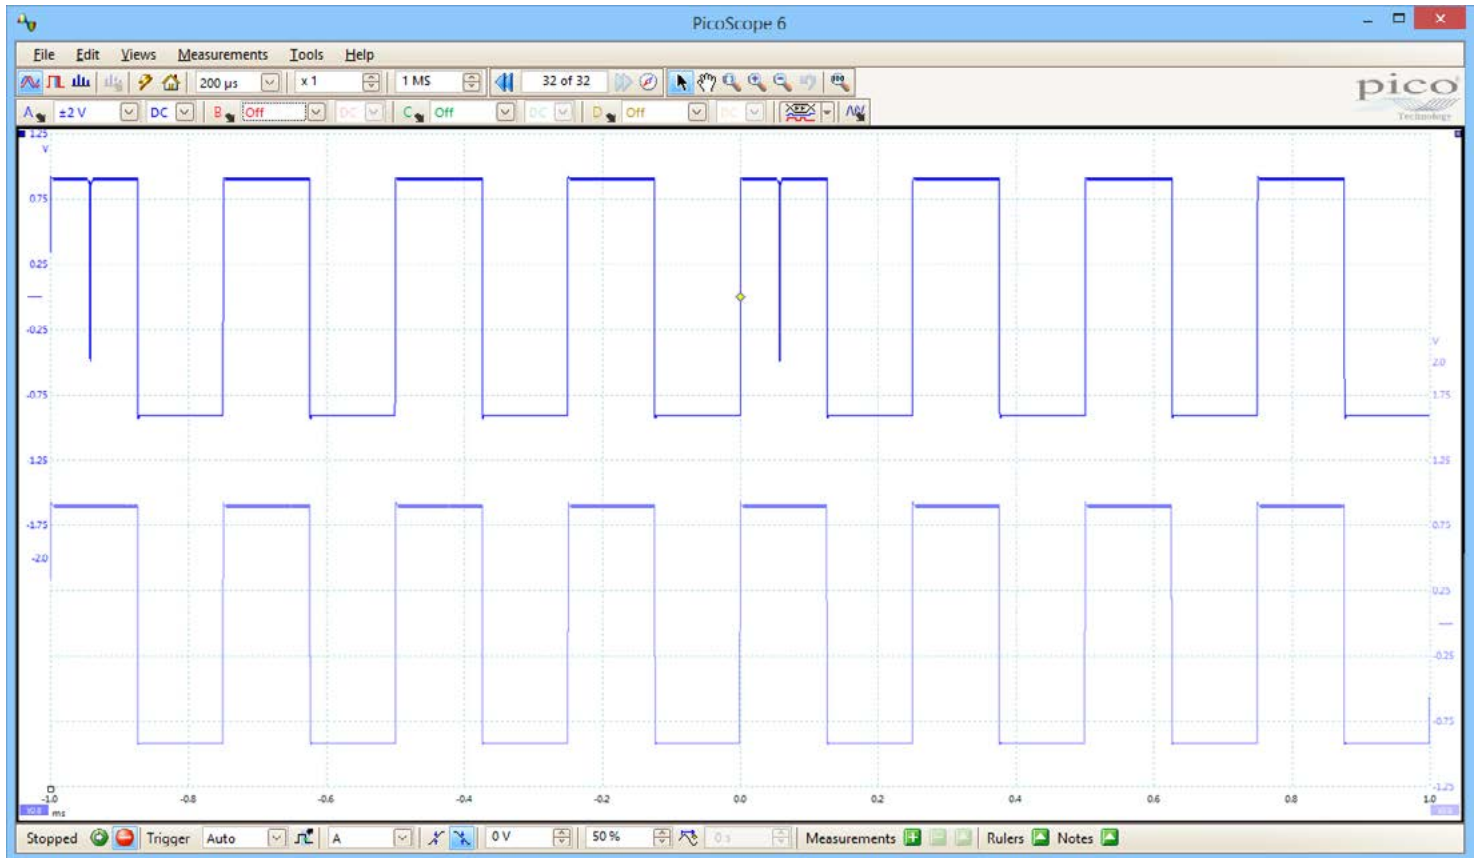 PicoScope 6
File Edit Views Measurements Tools Help
200 µs x 1 1 MS 32 of 32
pico
Technology
A ±2 V DC B Off DC C Off DC D Off DC
1.25
V
0.75
0.25
-0.25
V
2.0
-0.75 1.75
-1.25 1.25
-1.75 0.75
-2.0
0.25
-0.25
-0.75
-1.25
-1.0 -0.8 -0.6 -0.4 -0.2 0.0 0.2 0.4 0.6 0.8 1.0
ms
Stopped Trigger Auto A 0 V 50 % 0 s Measurements Rulers Notes